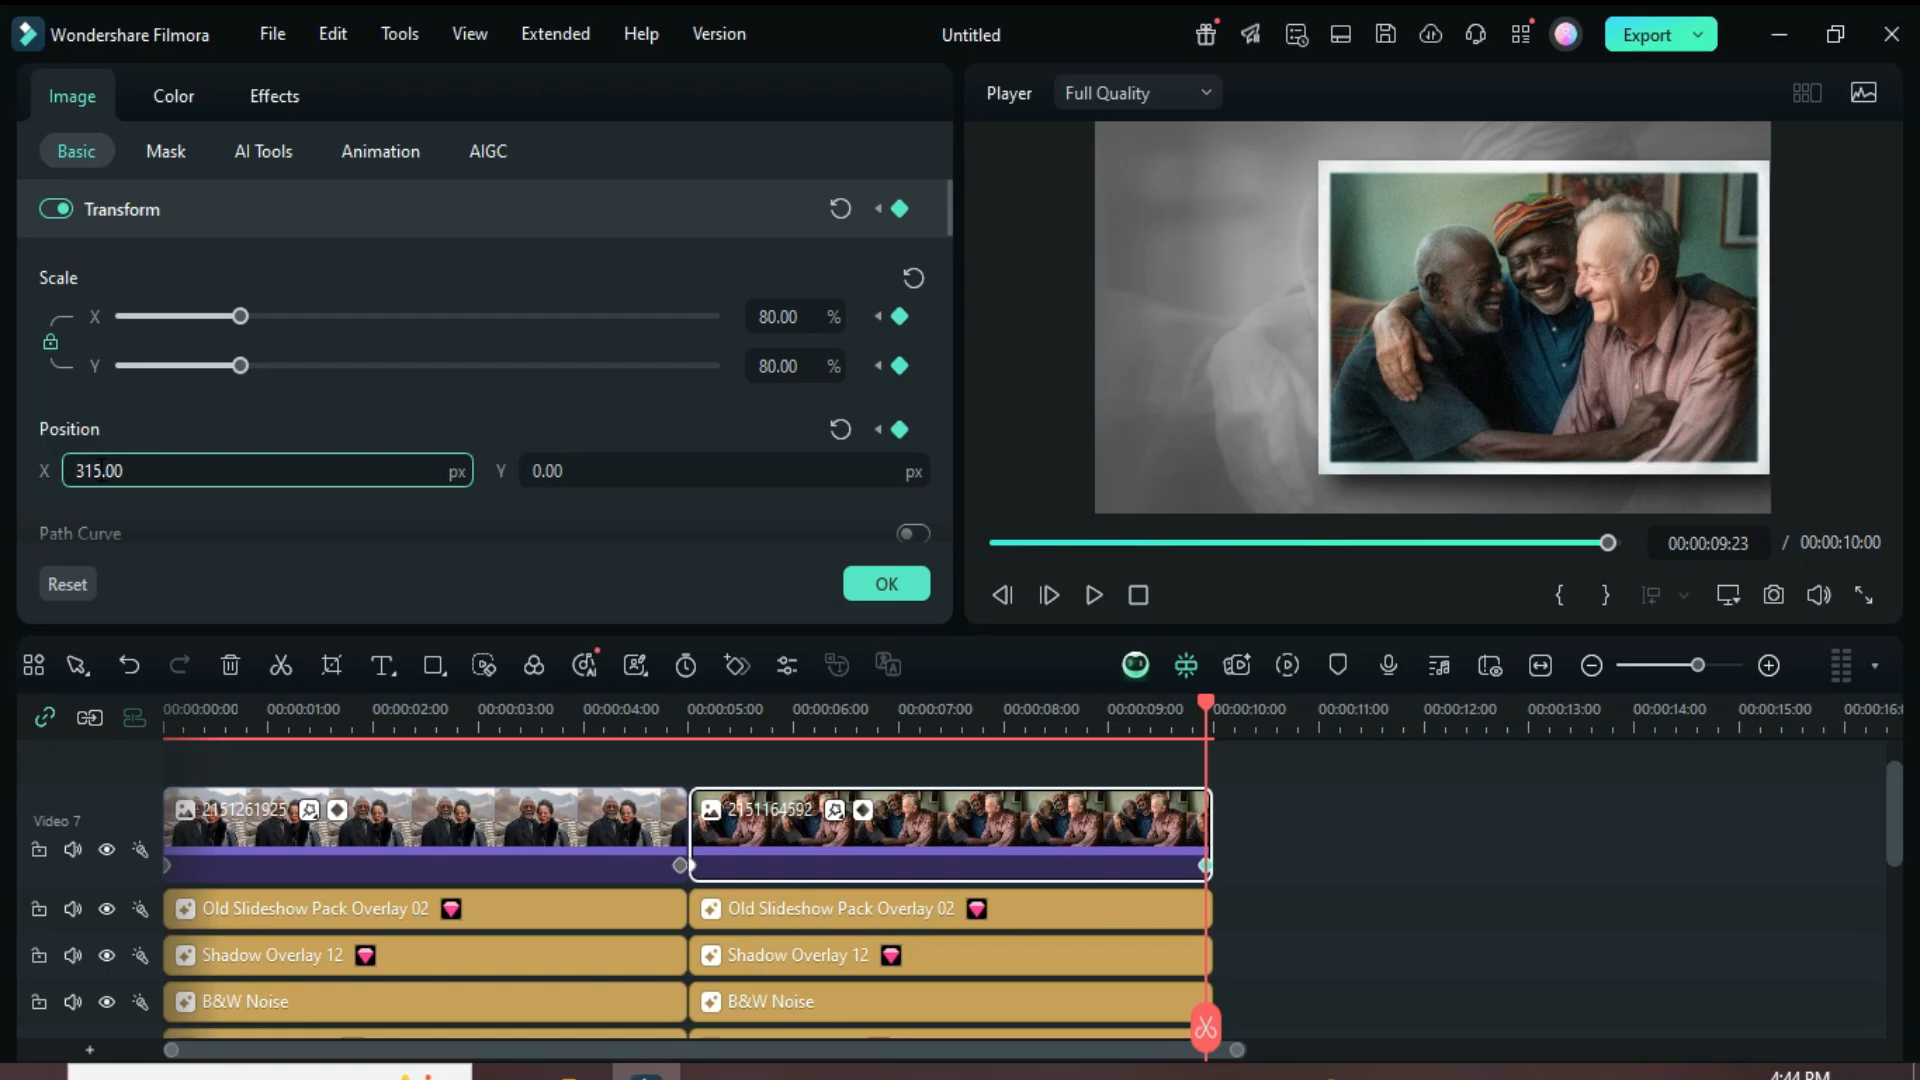 Wondershare Filmora File Edit Tools View Extended Help Version Untitled Export
Image Color Effects
Player Full Quality
Basic Mask AI Tools Animation AIGC
Transform
Scale
X 80.00 %
Y 80.00 %
Position
X 315.00 px Y 0.00 px
Path Curve
Reset OK
00:00:09:23 / 00:00:10:00
00:00:00:00 00:00:01:00 00:00:02:00 00:00:03:00 00:00:04:00 00:00:05:00 00:00:06:00 00:00:07:00 00:00:08:00 00:00:09:00 00:00:10:00 00:00:11:00 00:00:12:00 00:00:13:00 00:00:14:00 00:00:15:00 00:00:16:0
Video 7
2151261925 2151164592
Old Slideshow Pack Overlay 02 Old Slideshow Pack Overlay 02
Shadow Overlay 12 Shadow Overlay 12
B&W Noise B&W Noise
4:44 PM